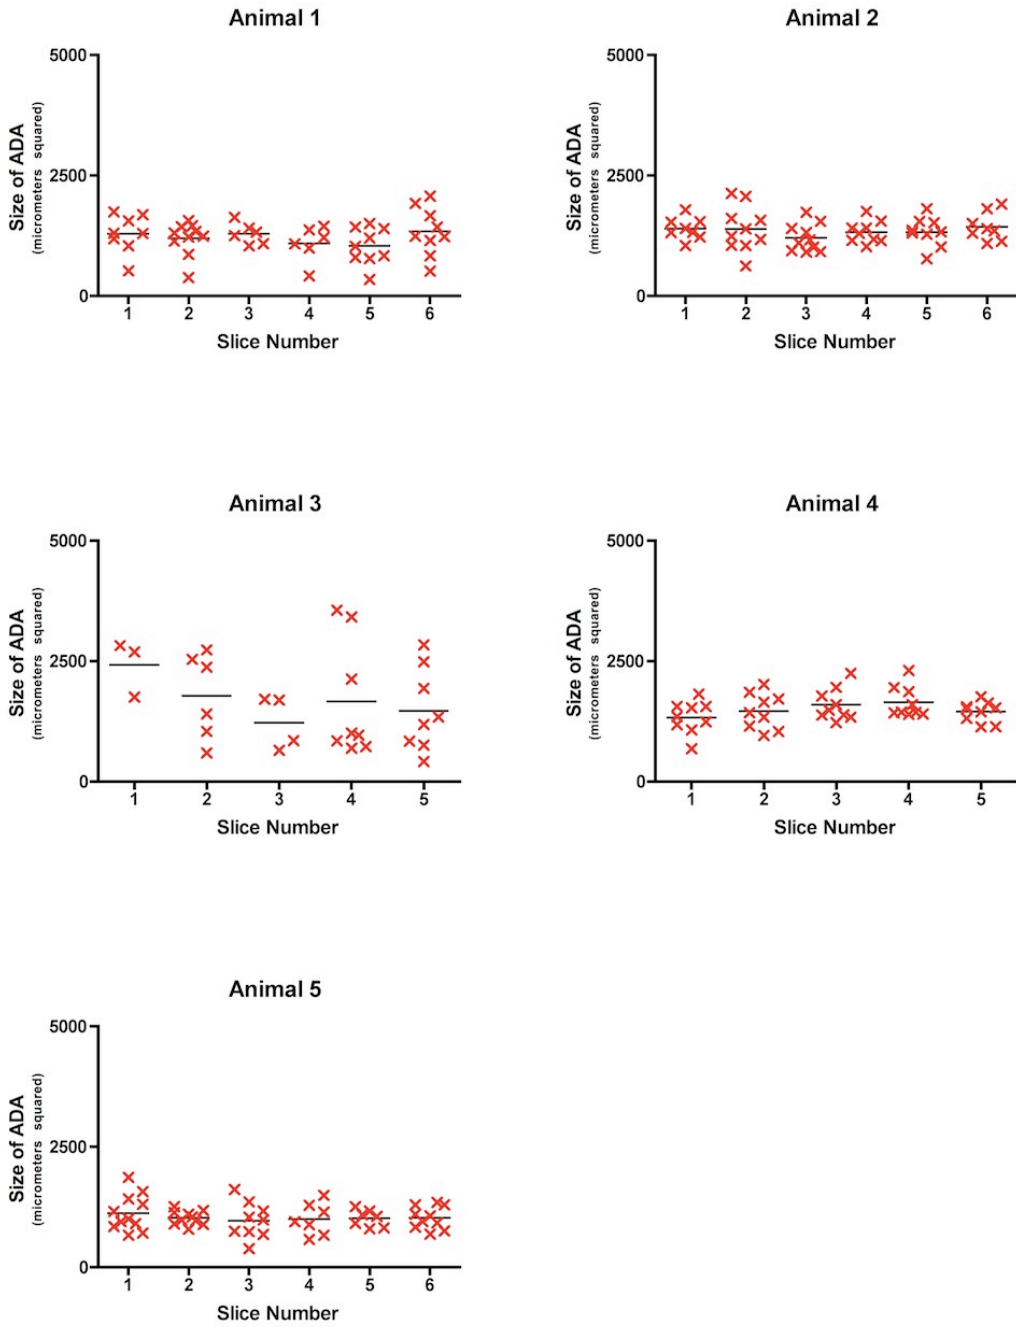 Animal 1
5000
2500
0
Size of ADA
(micrometers squared)
1 2 3 4 5 6
Slice Number
Animal 2
5000
2500
0
Size of ADA
(micrometers squared)
1 2 3 4 5 6
Slice Number
Animal 3
5000
2500
0
Size of ADA
(micrometers squared)
1 2 3 4 5
Slice Number
Animal 4
5000
2500
0
Size of ADA
(micrometers squared)
1 2 3 4 5
Slice Number
Animal 5
5000
2500
0
Size of ADA
(micrometers squared)
1 2 3 4 5 6
Slice Number